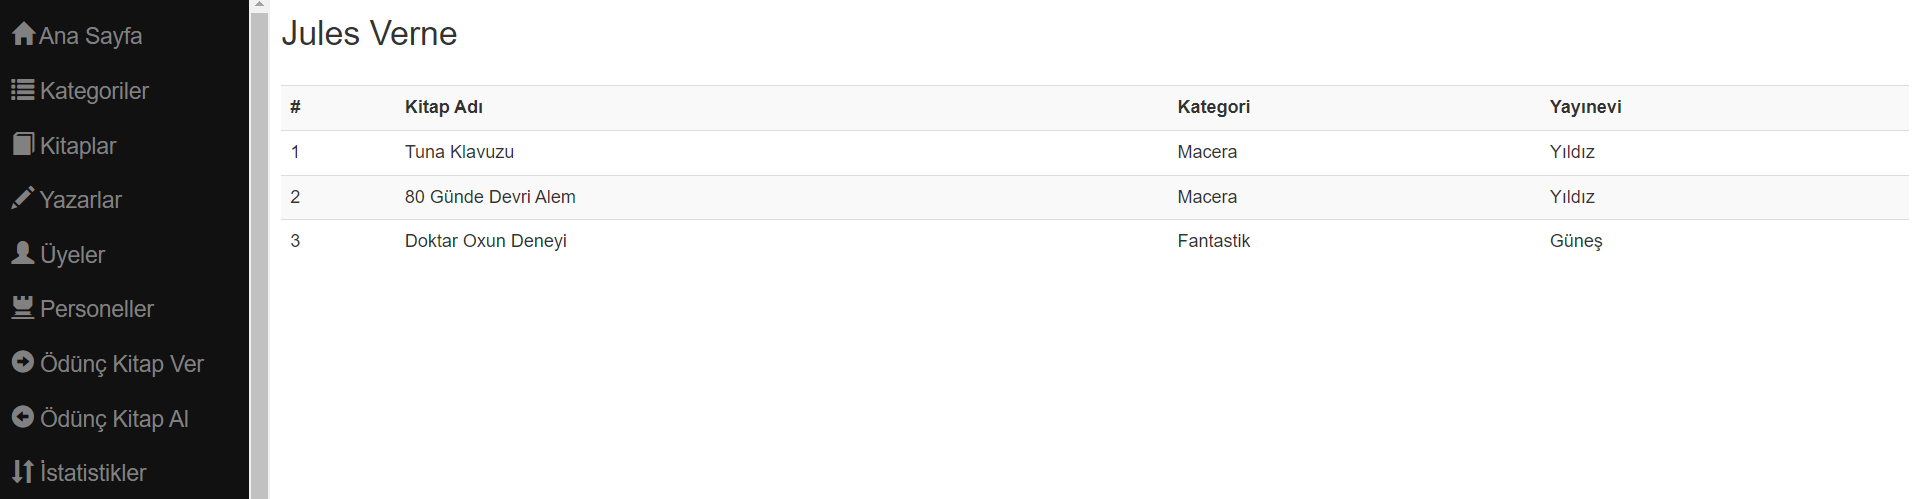 Ana Sayfa
Kategoriler
Kitaplar
Yazarlar
Üyeler
Personeller
Ödünç Kitap Ver
Ödünç Kitap Al
İstatistikler
Jules Verne
# Kitap Adı Kategori Yayınevi
1 Tuna Klavuzu Macera Yıldız
2 80 Günde Devri Alem Macera Yıldız
3 Doktar Oxun Deneyi Fantastik Güneş